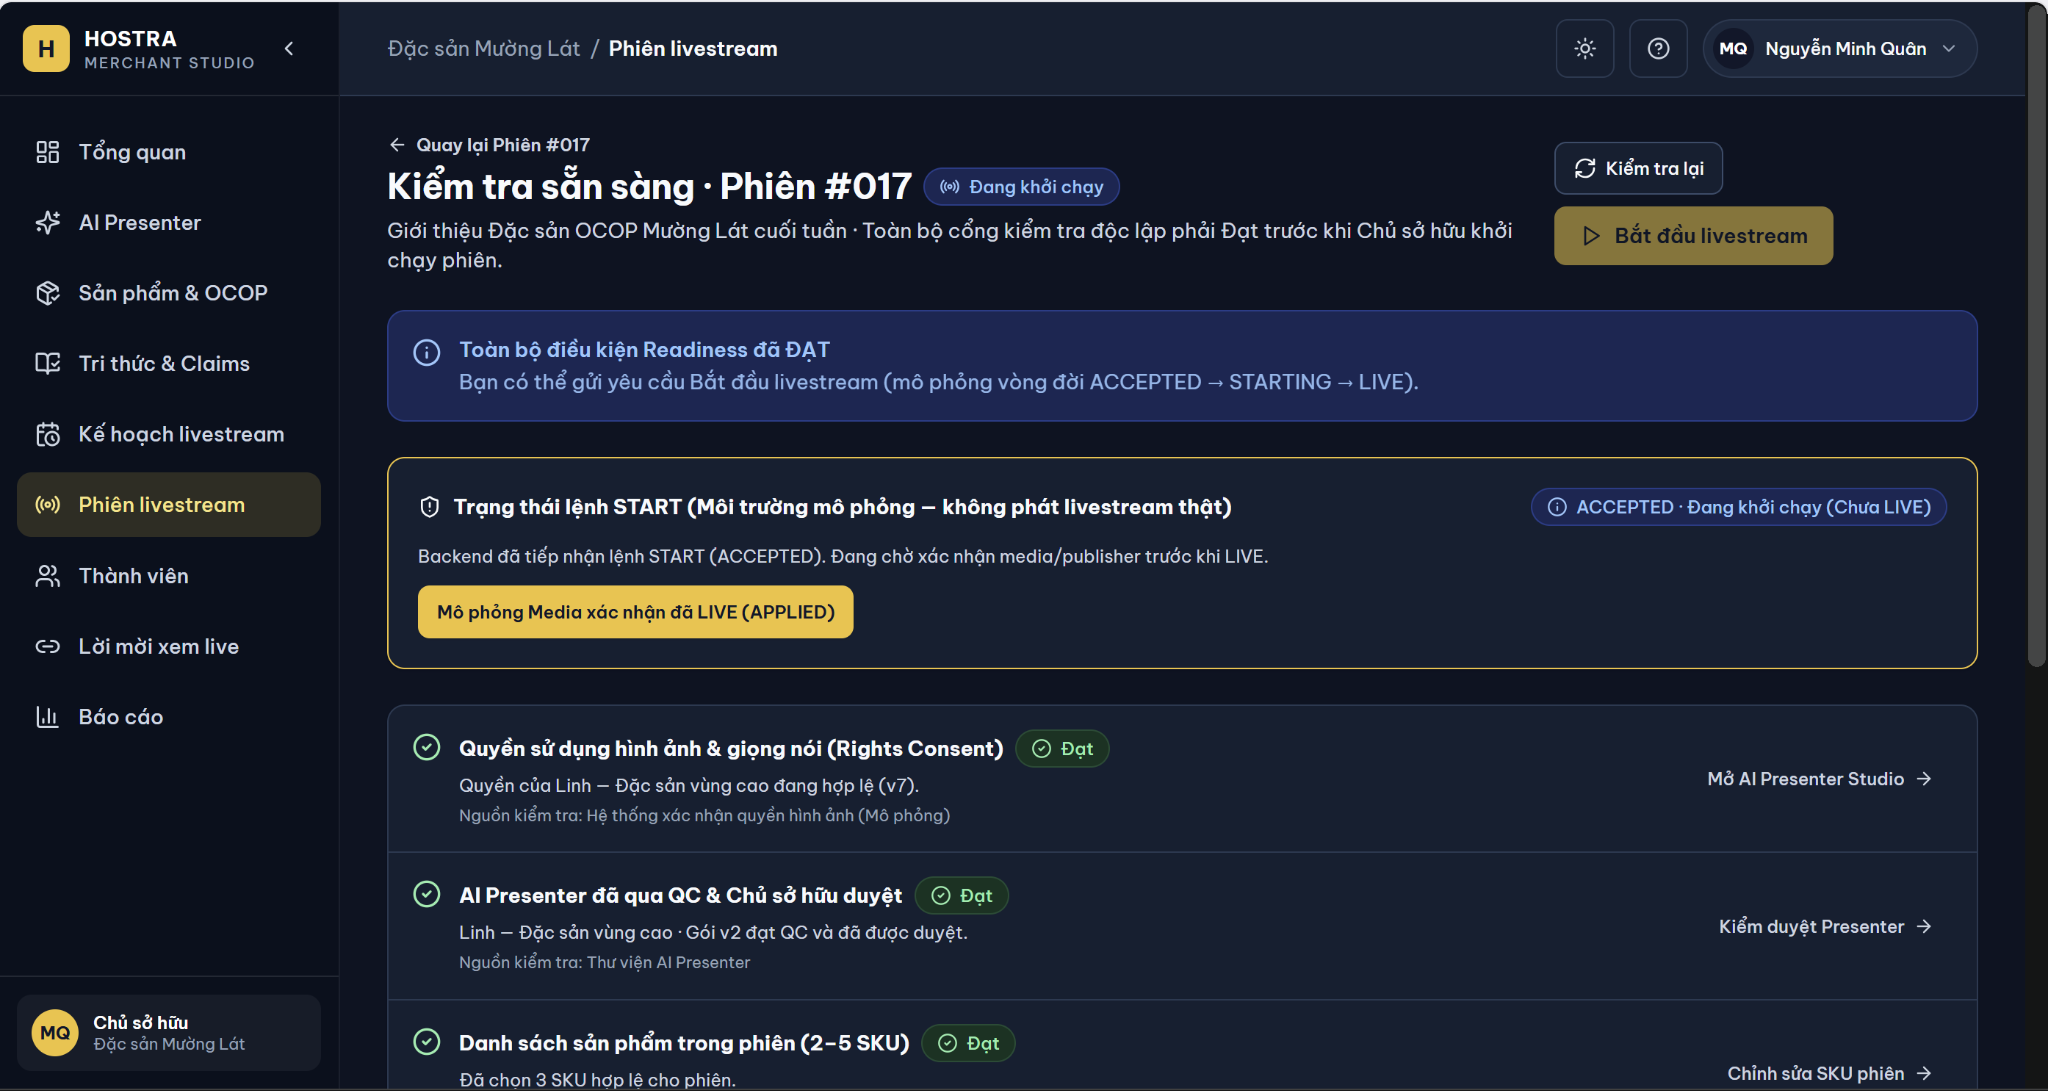 H
HOSTRA
MERCHANT STUDIO
Đặc sản Mường Lát / Phiên livestream
MQ Nguyễn Minh Quân
Tổng quan
AI Presenter
Sản phẩm & OCOP
Tri thức & Claims
Kế hoạch livestream
Phiên livestream
Thành viên
Lời mời xem live
Báo cáo
MQ
Chủ sở hữu
Đặc sản Mường Lát
← Quay lại Phiên #017
Kiểm tra sẵn sàng · Phiên #017
Đang khởi chạy
Giới thiệu Đặc sản OCOP Mường Lát cuối tuần · Toàn bộ cổng kiểm tra độc lập phải Đạt trước khi Chủ sở hữu khởi
chạy phiên.
Kiểm tra lại
Bắt đầu livestream
Toàn bộ điều kiện Readiness đã ĐẠT
Bạn có thể gửi yêu cầu Bắt đầu livestream (mô phỏng vòng đời ACCEPTED → STARTING → LIVE).
Trạng thái lệnh START (Môi trường mô phỏng — không phát livestream thật)
ACCEPTED · Đang khởi chạy (Chưa LIVE)
Backend đã tiếp nhận lệnh START (ACCEPTED). Đang chờ xác nhận media/publisher trước khi LIVE.
Mô phỏng Media xác nhận đã LIVE (APPLIED)
Quyền sử dụng hình ảnh & giọng nói (Rights Consent)
Đạt
Quyền của Linh — Đặc sản vùng cao đang hợp lệ (v7).
Nguồn kiểm tra: Hệ thống xác nhận quyền hình ảnh (Mô phỏng)
Mở AI Presenter Studio →
AI Presenter đã qua QC & Chủ sở hữu duyệt
Đạt
Linh — Đặc sản vùng cao · Gói v2 đạt QC và đã được duyệt.
Nguồn kiểm tra: Thư viện AI Presenter
Kiểm duyệt Presenter →
Danh sách sản phẩm trong phiên (2–5 SKU)
Đạt
Đã chọn 3 SKU hợp lệ cho phiên.
Chỉnh sửa SKU phiên →